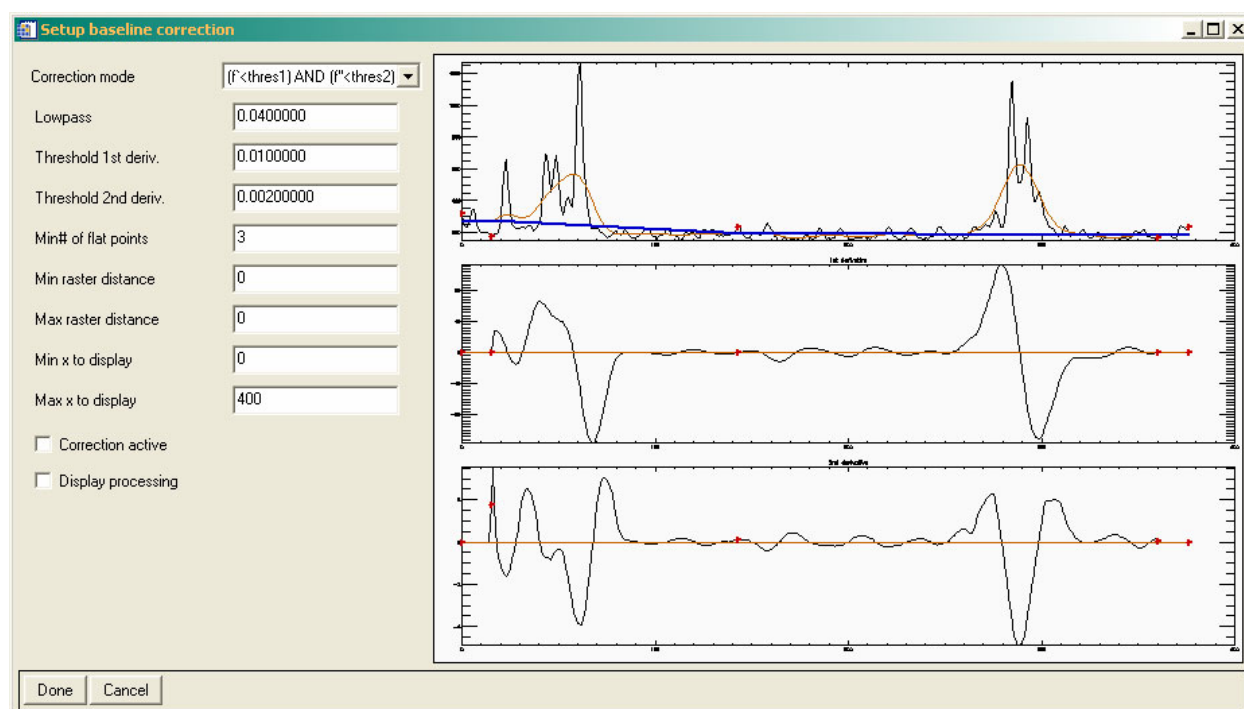 Setup baseline correction
Correction mode (f'<thres1) AND (f''<thres2)
Lowpass 0.0400000
Threshold 1st deriv. 0.0100000
Threshold 2nd deriv. 0.00200000
Min# of flat points 3
Min raster distance 0
Max raster distance 0
Min x to display 0
Max x to display 400
Correction active
Display processing
1st derivative
2nd derivative
Done Cancel